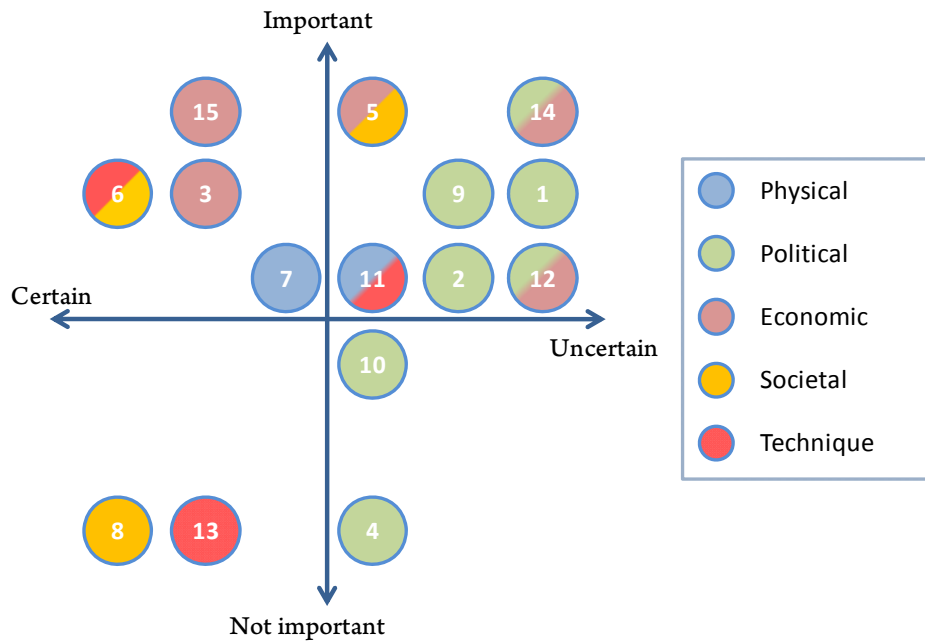 Important
15
5
14
6
3
9
1
7
11
2
12
Certain
Uncertain
10
8
13
4
Not important
Physical
Political
Economic
Societal
Technique